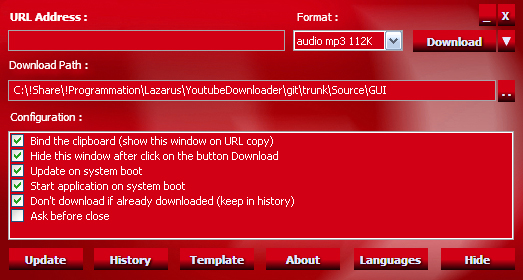 URL Address :
Format :
_ X
audio mp3 112K
Download
Download Path :
C:\!Share\!Programmation\Lazarus\YoutubeDownloader\git\trunk\Source\GUI
..
Configuration :
Bind the clipboard (show this window on URL copy)
Hide this window after click on the button Download
Update on system boot
Start application on system boot
Don't download if already downloaded (keep in history)
Ask before close
Update
History
Template
About
Languages
Hide